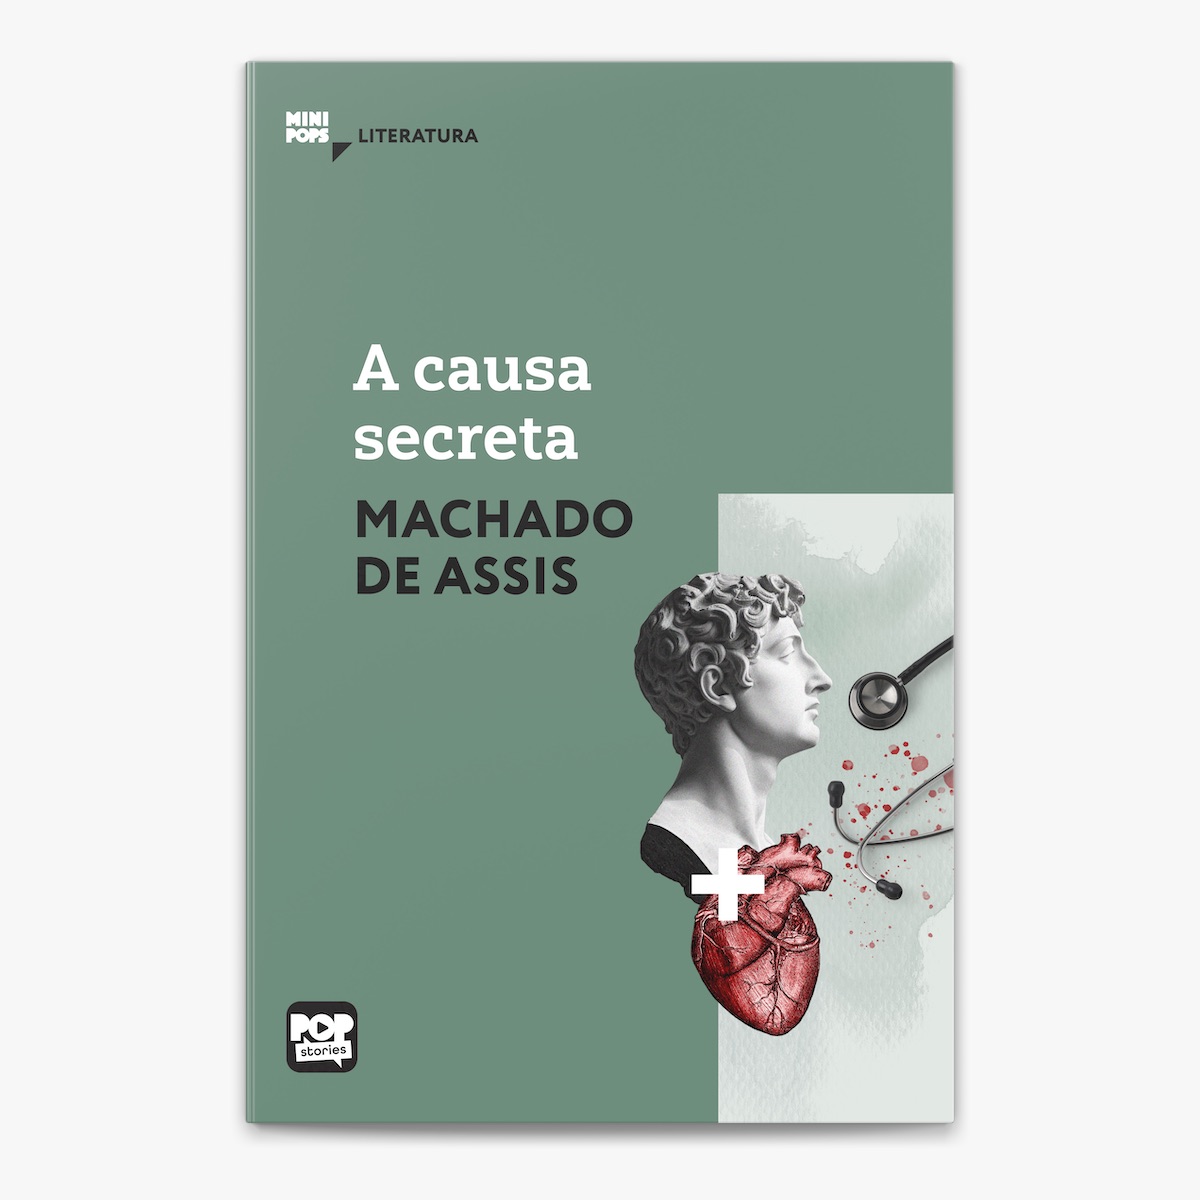 MINI
POPS
LITERATURA
A causa
secreta
MACHADO
DE ASSIS
POP
stories